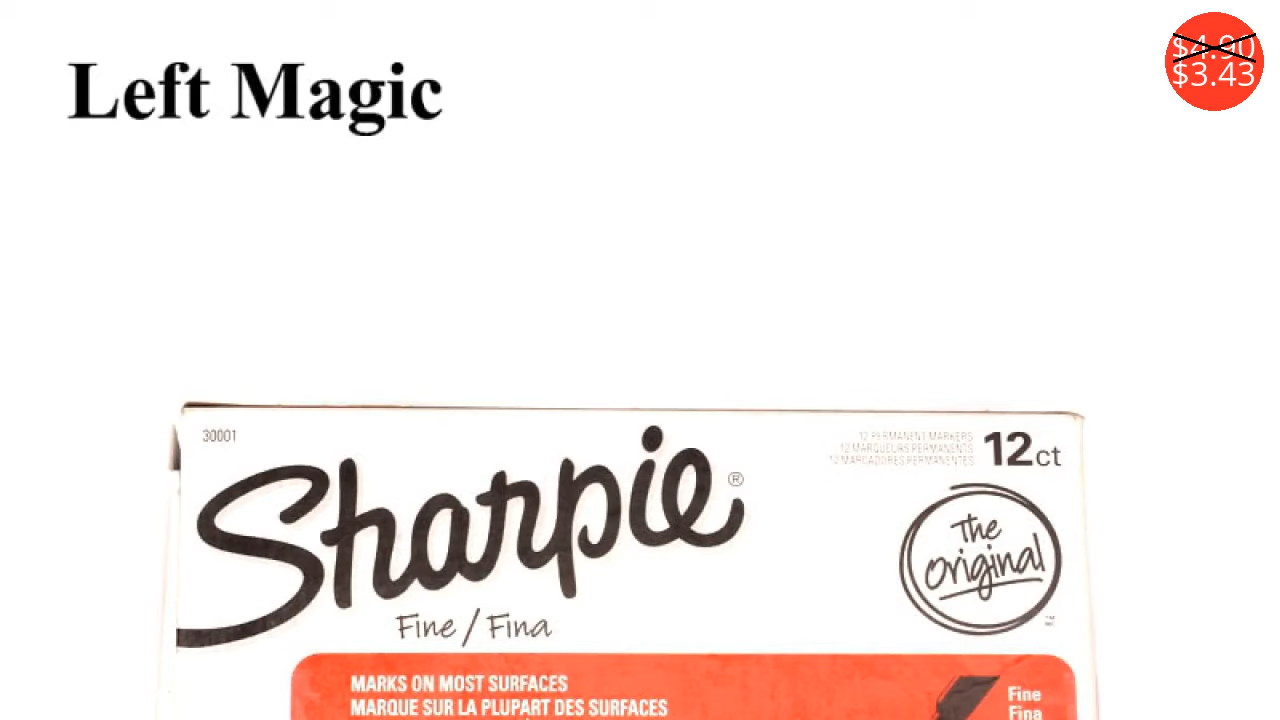 Left Magic
$4.90
$3.43
30001
Sharpie®
12 PERMANENT MARKERS
12 MARQUEURS PERMANENTS
12 MARCADORES PERMANENTES
12ct
The
Original
™
Fine / Fina
MARKS ON MOST SURFACES
MARQUE SUR LA PLUPART DES SURFACES
Fine
Fina